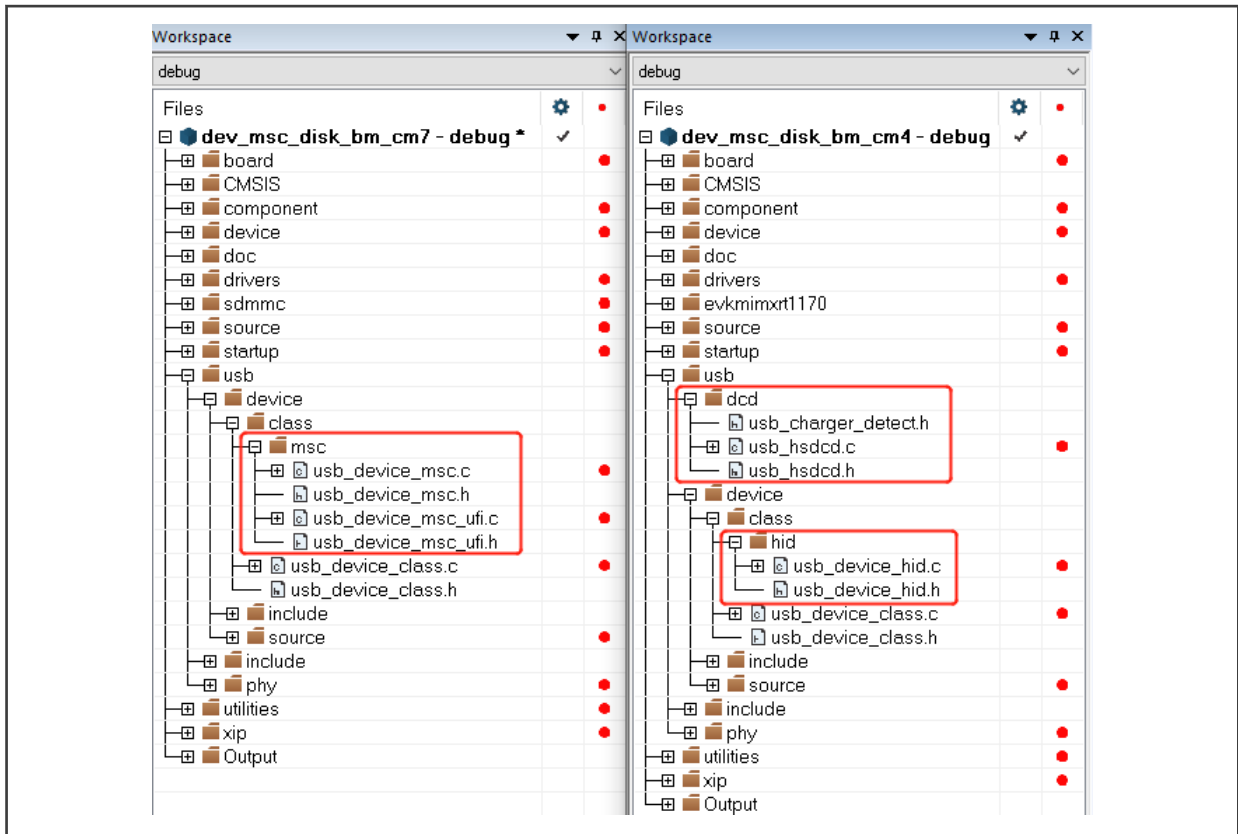 Workspace
debug
Files
dev_msc_disk_bm_cm7 - debug *
board
CMSIS
component
device
doc
drivers
sdmmc
source
startup
usb
device
class
msc
usb_device_msc.c
usb_device_msc.h
usb_device_msc_ufi.c
usb_device_msc_ufi.h
usb_device_class.c
usb_device_class.h
include
source
include
phy
utilities
xip
Output
Workspace
debug
Files
dev_msc_disk_bm_cm4 - debug
board
CMSIS
component
device
doc
drivers
evkmimxrt1170
source
startup
usb
dcd
usb_charger_detect.h
usb_hsdcd.c
usb_hsdcd.h
device
class
hid
usb_device_hid.c
usb_device_hid.h
usb_device_class.c
usb_device_class.h
include
source
include
phy
utilities
xip
Output